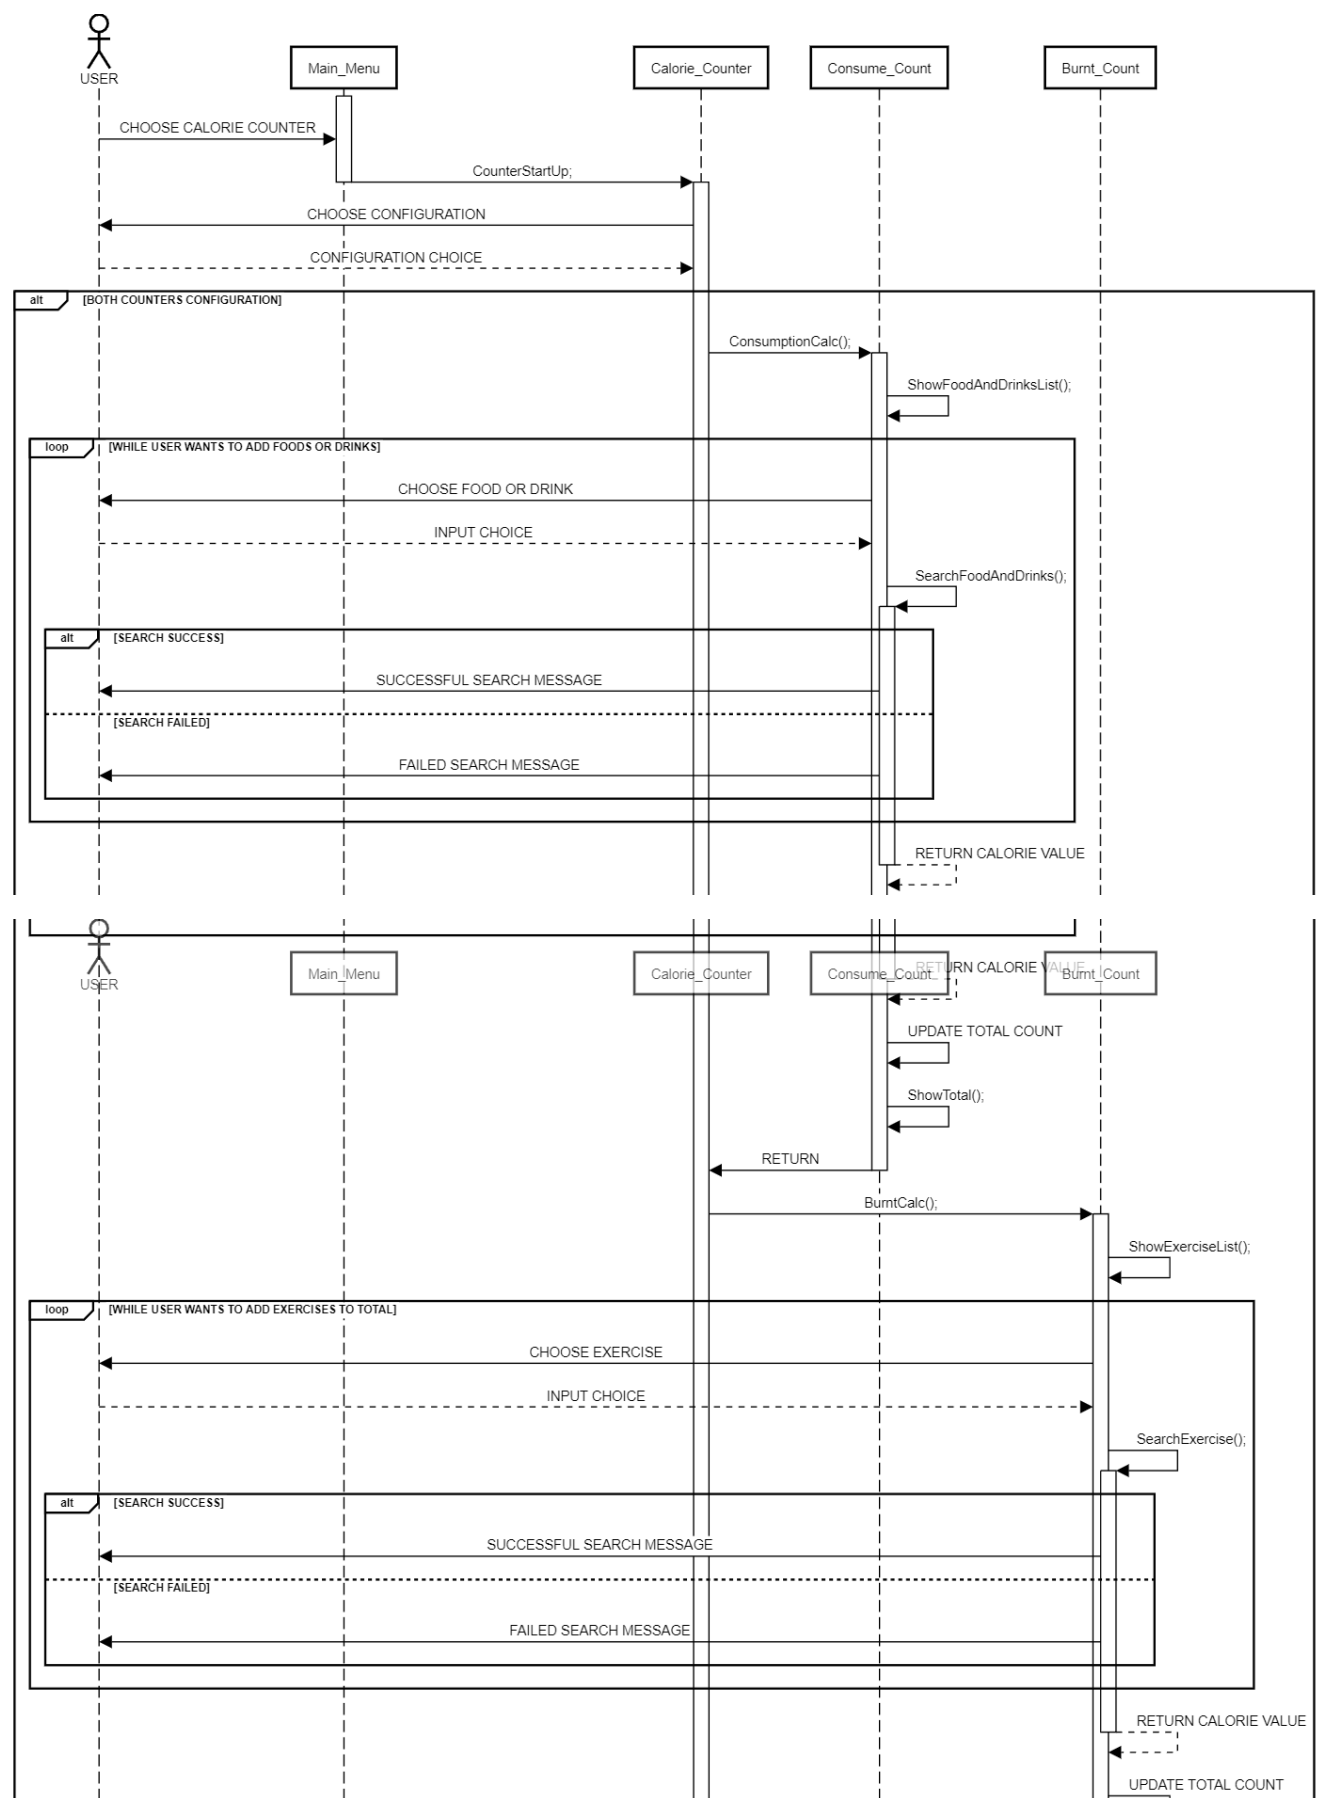 USER
Main_Menu
Calorie_Counter
Consume_Count
Burnt_Count
CHOOSE CALORIE COUNTER
CounterStartUp;
CHOOSE CONFIGURATION
CONFIGURATION CHOICE
alt
[BOTH COUNTERS CONFIGURATION]
ConsumptionCalc();
ShowFoodAndDrinksList();
loop
[WHILE USER WANTS TO ADD FOODS OR DRINKS]
CHOOSE FOOD OR DRINK
INPUT CHOICE
SearchFoodAndDrinks();
alt
[SEARCH SUCCESS]
SUCCESSFUL SEARCH MESSAGE
[SEARCH FAILED]
FAILED SEARCH MESSAGE
RETURN CALORIE VALUE
USER
Main_Menu
Calorie_Counter
Consume_Count
RETURN CALORIE VALUE
Burnt_Count
UPDATE TOTAL COUNT
ShowTotal();
RETURN
BurntCalc();
ShowExerciseList();
loop
[WHILE USER WANTS TO ADD EXERCISES TO TOTAL]
CHOOSE EXERCISE
INPUT CHOICE
SearchExercise();
alt
[SEARCH SUCCESS]
SUCCESSFUL SEARCH MESSAGE
[SEARCH FAILED]
FAILED SEARCH MESSAGE
RETURN CALORIE VALUE
UPDATE TOTAL COUNT